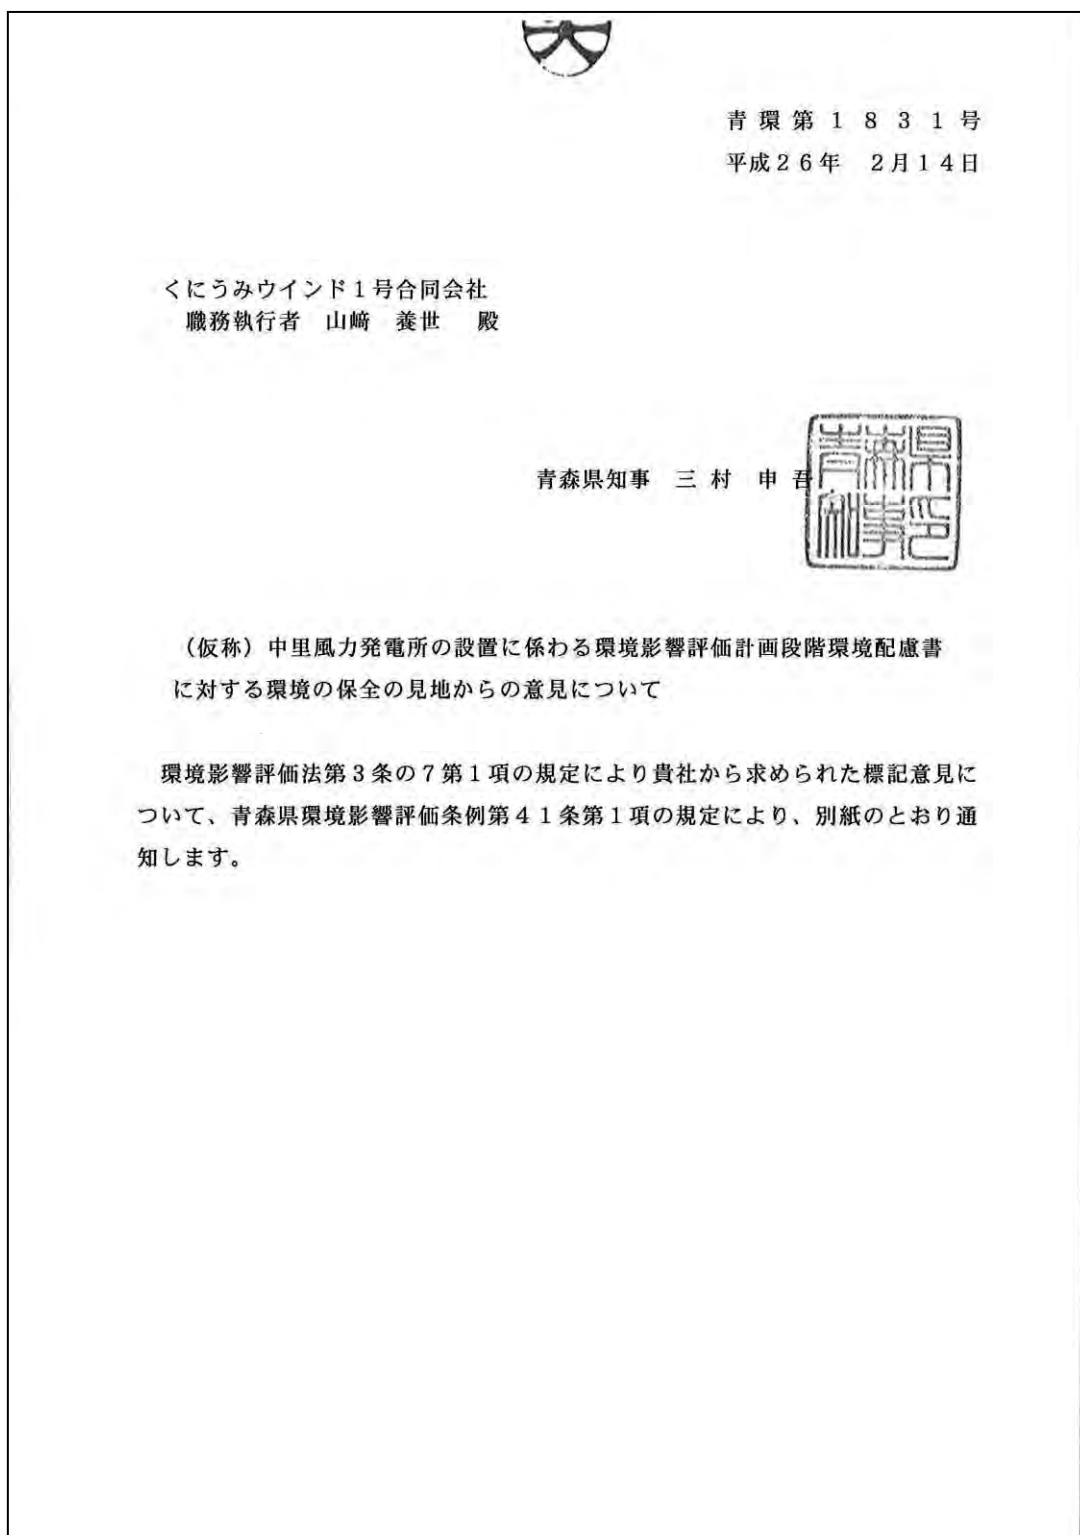 青環第1831号
平成26年 2月14日
くにうみウインド1号合同会社
職務執行者 山﨑 養世 殿
青森県知事 三村 申吾
青森県知事印
(仮称)中里風力発電所の設置に係わる環境影響評価計画段階環境配慮書
に対する環境の保全の見地からの意見について
環境影響評価法第3条の7第1項の規定により貴社から求められた標記意見に
ついて、青森県環境影響評価条例第41条第1項の規定により、別紙のとおり通
知します。